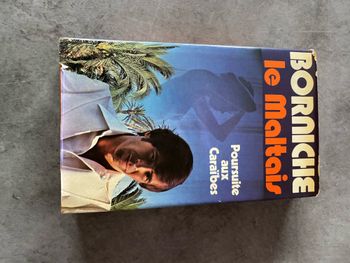 BORNICHE
le Maltais
Poursuite
aux
Caraïbes